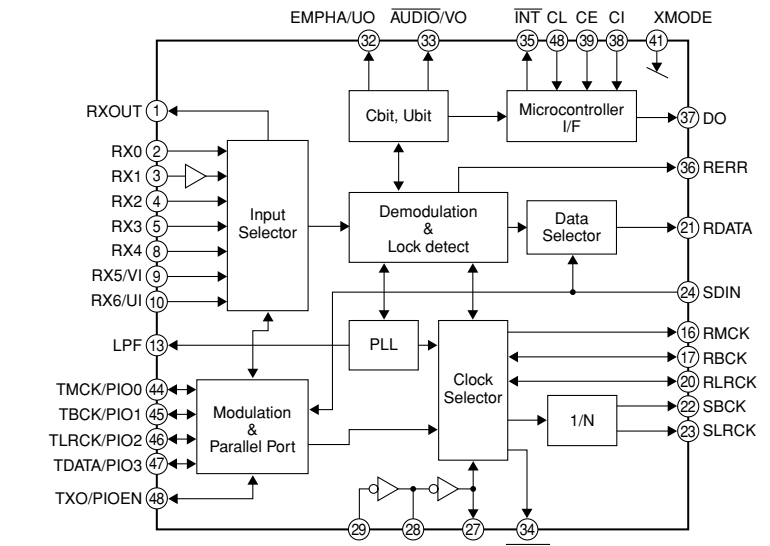 EMPHA/UO AUDIO/VO INT CL CE CI XMODE
32 33 35 48 39 38 41
RXOUT 1
Cbit, Ubit
Microcontroller
I/F
37 DO
RX0 2
RX1 3
RX2 4
RX3 5
RX4 8
RX5/VI 9
RX6/UI 10
Input
Selector
36 RERR
Demodulation
&
Lock detect
Data
Selector
21 RDATA
24 SDIN
LPF 13
PLL
Clock
Selector
16 RMCK
17 RBCK
20 RLRCK
22 SBCK
23 SLRCK
1/N
TMCK/PIO0 44
TBCK/PIO1 45
TLRCK/PIO2 46
TDATA/PIO3 47
TXO/PIOEN 48
Modulation
&
Parallel Port
29 28 27 34